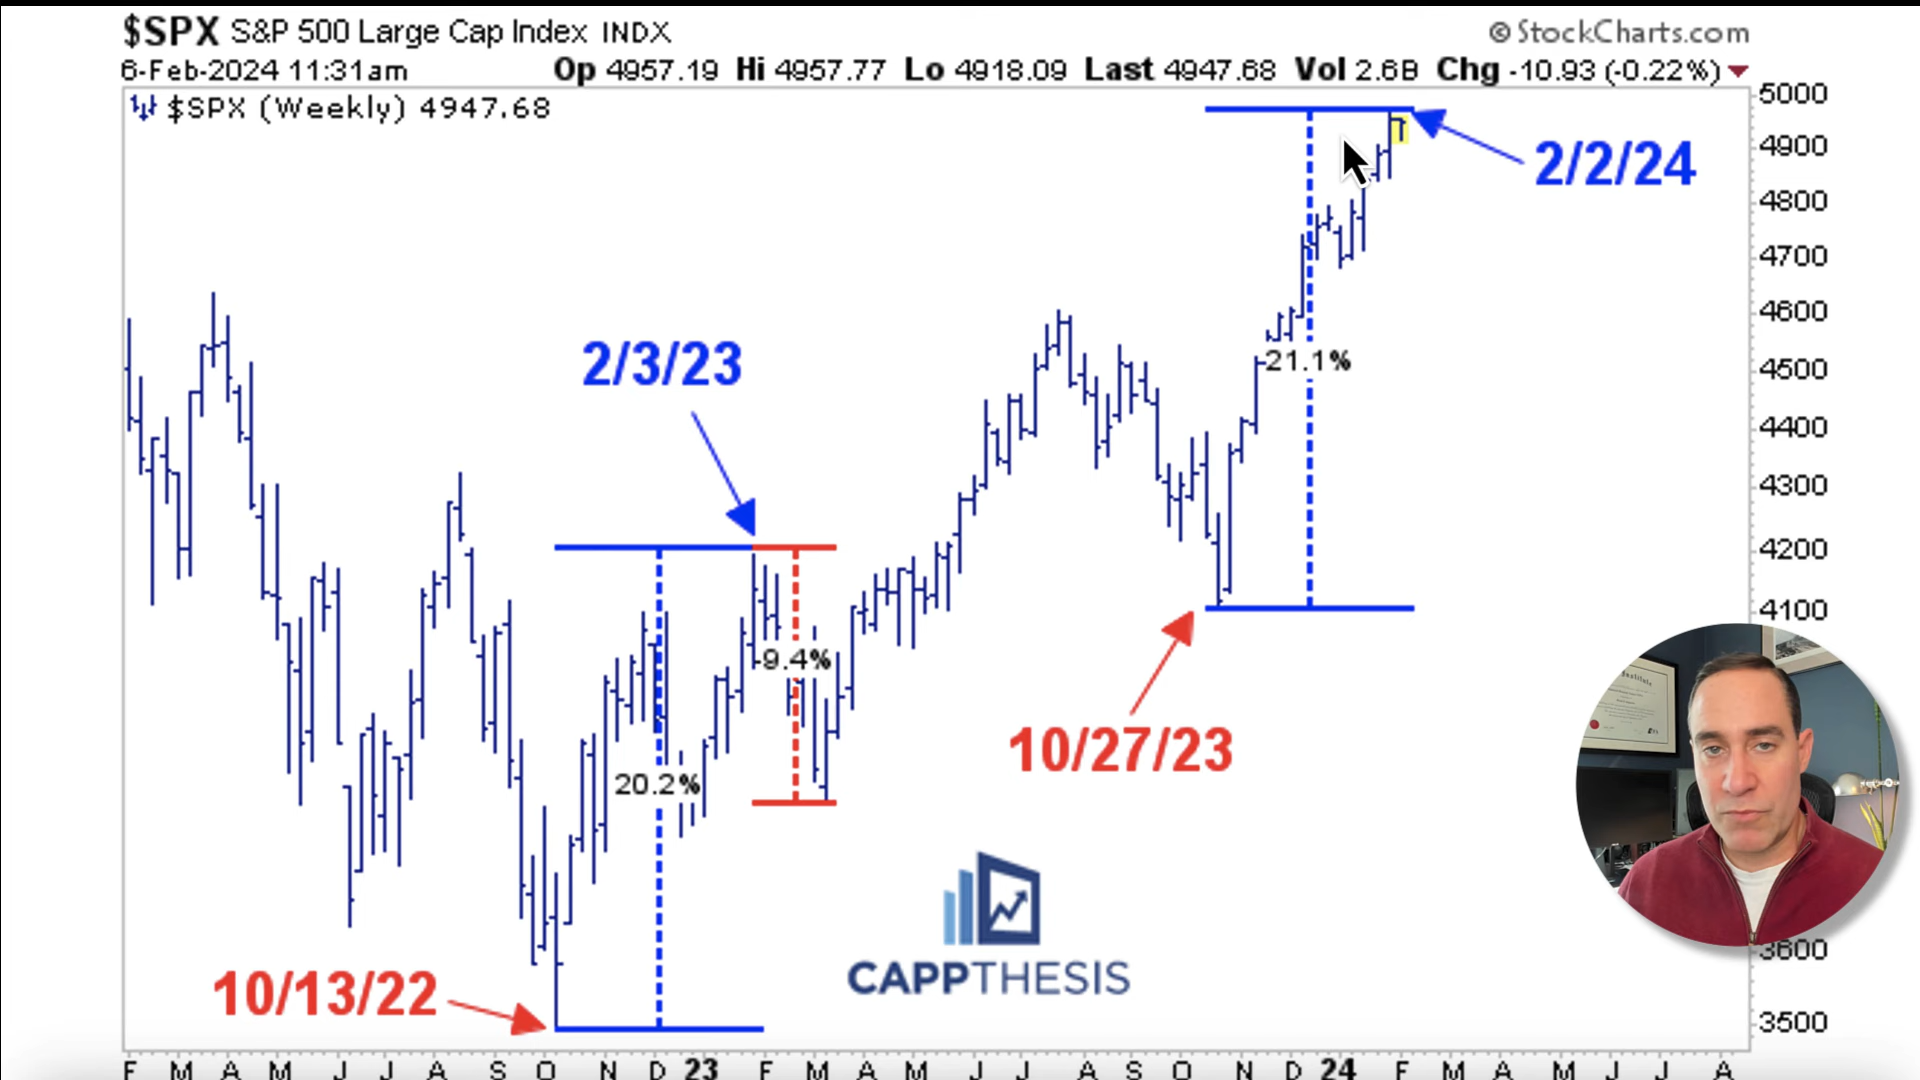 $SPX S&P 500 Large Cap Index INDX
© StockCharts.com
6-Feb-2024 11:31am
Op 4957.19 Hi 4957.77 Lo 4918.09 Last 4947.68 Vol 2.6B Chg -10.93 (-0.22%)
$SPX (Weekly) 4947.68
5000
4900
4800
4700
4600
4500
4400
4300
4200
4100
3600
3500
2/2/24
2/3/23
21.1%
-9.4%
20.2%
10/27/23
10/13/22
CAPPTHESIS
F M A M J J A S O N D 23 F M A M J J A S O N D 24 F M A M J J A